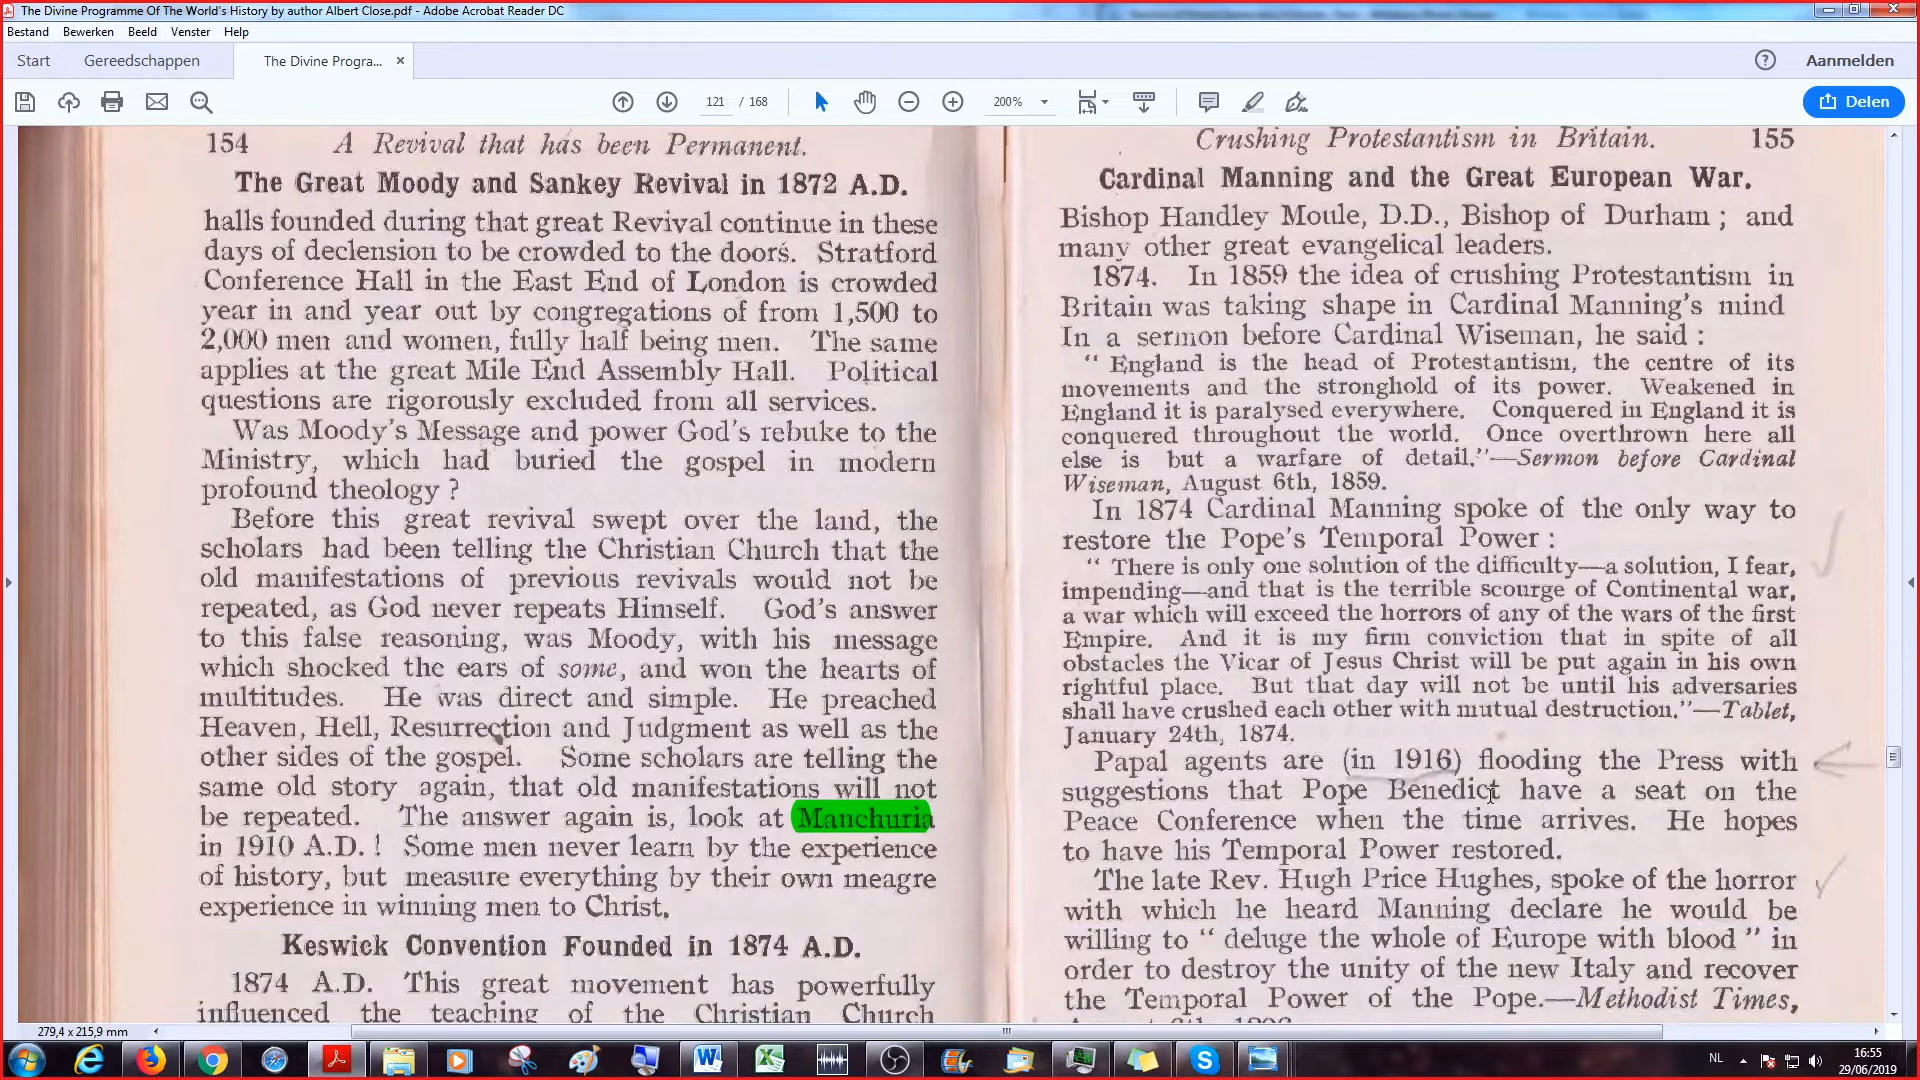 The Divine Programme Of The World's History by author Albert Close.pdf - Adobe Acrobat Reader DC
Bestand Bewerken Beeld Venster Help
Start Gereedschappen The Divine Progra... × Aanmelden
121 / 168 200% Delen
154 A Revival that has been Permanent.
The Great Moody and Sankey Revival in 1872 A.D.
halls founded during that great Revival continue in these
days of declension to be crowded to the doors. Stratford
Conference Hall in the East End of London is crowded
year in and year out by congregations of from 1,500 to
2,000 men and women, fully half being men. The same
applies at the great Mile End Assembly Hall. Political
questions are rigorously excluded from all services.
Was Moody's Message and power God's rebuke to the
Ministry, which had buried the gospel in modern
profound theology ?
Before this great revival swept over the land, the
scholars had been telling the Christian Church that the
old manifestations of previous revivals would not be
repeated, as God never repeats Himself. God's answer
to this false reasoning, was Moody, with his message
which shocked the ears of some, and won the hearts of
multitudes. He was direct and simple. He preached
Heaven, Hell, Resurrection and Judgment as well as the
other sides of the gospel. Some scholars are telling the
same old story again, that old manifestations will not
be repeated. The answer again is, look at Manchuria
in 1910 A.D. ! Some men never learn by the experience
of history, but measure everything by their own meagre
experience in winning men to Christ.
Keswick Convention Founded in 1874 A.D.
1874 A.D. This great movement has powerfully
influenced the teaching of the Christian Church
Crushing Protestantism in Britain. 155
Cardinal Manning and the Great European War.
Bishop Handley Moule, D.D., Bishop of Durham ; and
many other great evangelical leaders.
1874. In 1859 the idea of crushing Protestantism in
Britain was taking shape in Cardinal Manning's mind
In a sermon before Cardinal Wiseman, he said :
" England is the head of Protestantism, the centre of its
movements and the stronghold of its power. Weakened in
England it is paralysed everywhere. Conquered in England it is
conquered throughout the world. Once overthrown here all
else is but a warfare of detail."—Sermon before Cardinal
Wiseman, August 6th, 1859.
In 1874 Cardinal Manning spoke of the only way to
restore the Pope's Temporal Power :
" There is only one solution of the difficulty—a solution, I fear,
impending—and that is the terrible scourge of Continental war,
a war which will exceed the horrors of any of the wars of the first
Empire. And it is my firm conviction that in spite of all
obstacles the Vicar of Jesus Christ will be put again in his own
rightful place. But that day will not be until his adversaries
shall have crushed each other with mutual destruction."—Tablet,
January 24th, 1874.
Papal agents are (in 1916) flooding the Press with
suggestions that Pope Benedict have a seat on the
Peace Conference when the time arrives. He hopes
to have his Temporal Power restored.
The late Rev. Hugh Price Hughes, spoke of the horror
with which he heard Manning declare he would be
willing to " deluge the whole of Europe with blood " in
order to destroy the unity of the new Italy and recover
the Temporal Power of the Pope.—Methodist Times,
279,4 x 215,9 mm
NL 16:55
29/06/2019